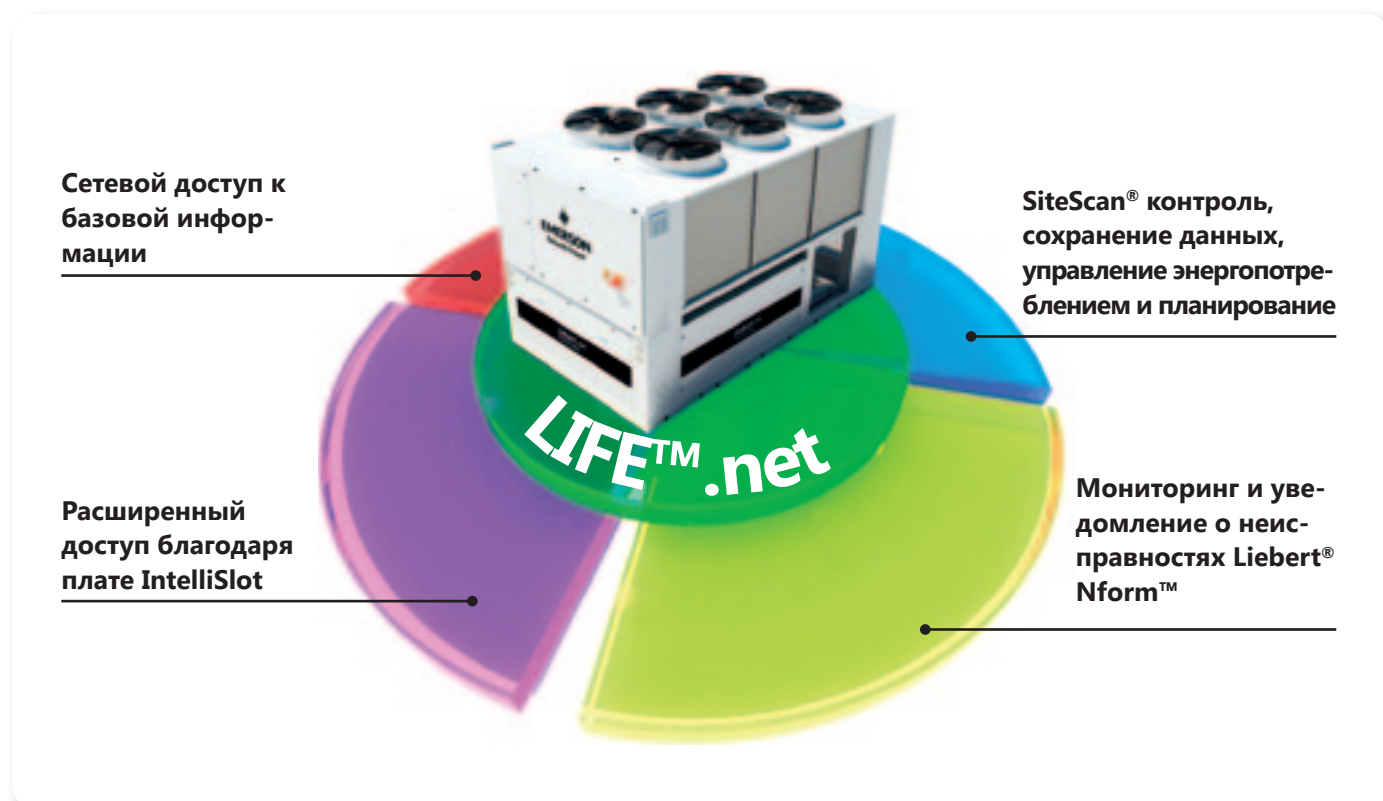 Сетевой доступ к
базовой инфор-
мации
SiteScan® контроль,
сохранение данных,
управление энергопотре-
блением и планирование
EMERSON
LIFE™ .net
Расширенный
доступ благодаря
плате IntelliSlot
Мониторинг и уве-
домление о неис-
правностях Liebert®
Nform™